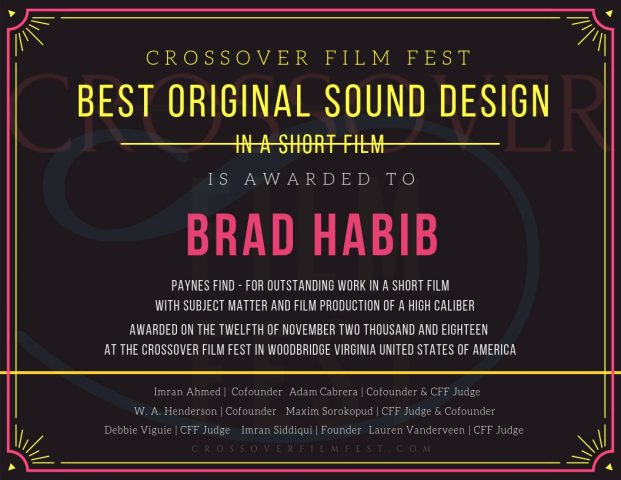 CROSSOVER FILM FEST
BEST ORIGINAL SOUND DESIGN
IN A SHORT FILM
IS AWARDED TO
BRAD HABIB
PAYNES FIND - FOR OUTSTANDING WORK IN A SHORT FILM
WITH SUBJECT MATTER AND FILM PRODUCTION OF A HIGH CALIBER
AWARDED ON THE TWELFTH OF NOVEMBER TWO THOUSAND AND EIGHTEEN
AT THE CROSSOVER FILM FEST IN WOODBRIDGE VIRGINIA UNITED STATES OF AMERICA
Imran Ahmed | Cofounder Adam Cabrera | Cofounder & CFF Judge
W. A. Henderson | Cofounder Maxim Sorokopud | CFF Judge & Cofounder
Debbie Viguie | CFF Judge Imran Siddiqui | Founder Lauren Vanderveen | CFF Judge
CROSSOVERFILMFEST.COM
CROSSOVER
FILM
FEST